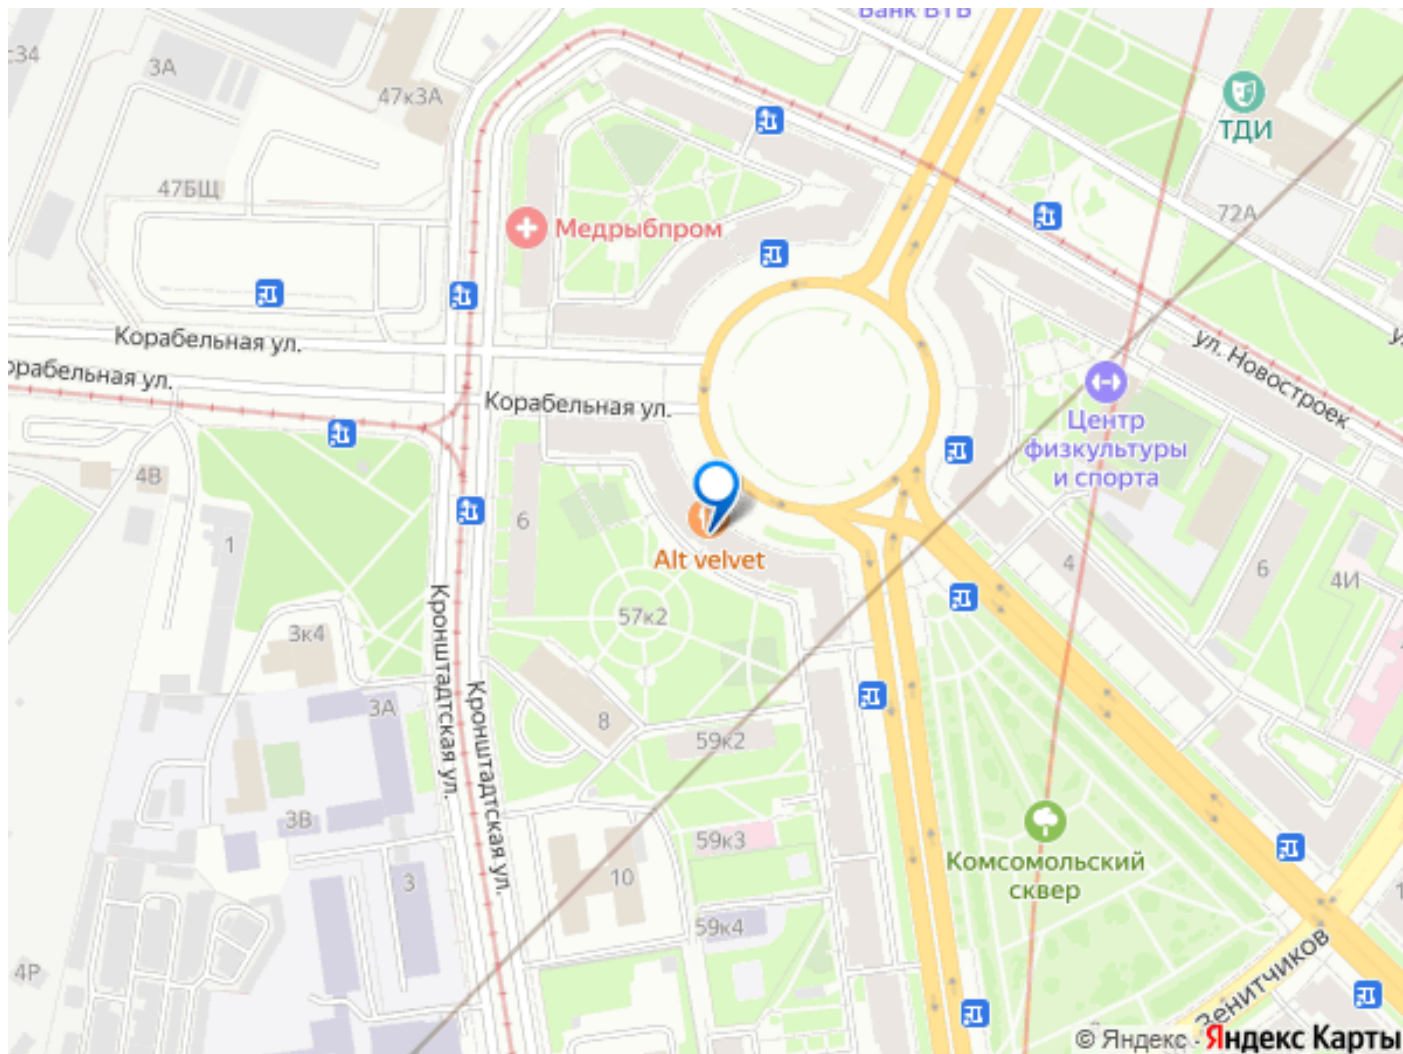 Банк ВТБ
3А
47к3А
ТДИ
47БЩ
72А
Медрыбпром
Корабельная ул.
ул. Новостроек
Корабельная ул.
Центр
физкультуры
и спорта
4В
6
1
Alt velvet
4
6
4И
57к2
Кронштадтская ул.
3к4
3А
Кронштадтская ул.
8
59к2
3В
59к3
Комсомольский
сквер
3
10
59к4
Зенитчиков
4Р
© Яндекс - Яндекс Карты